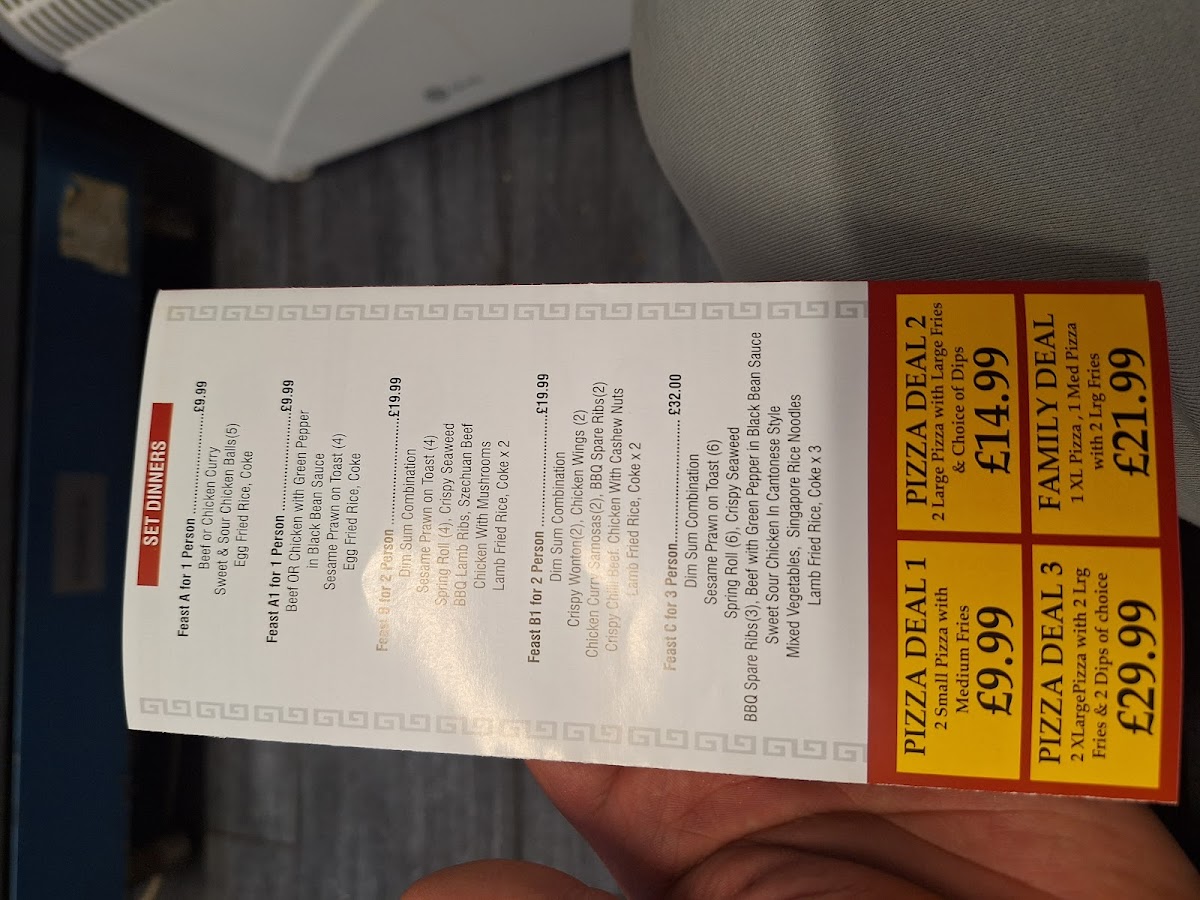 SET DINNERS
Feast A for 1 Person ..............................£9.99
Beef or Chicken Curry
Sweet & Sour Chicken Balls(5)
Egg Fried Rice, Coke
Feast A1 for 1 Person ..............................£9.99
Beef OR Chicken with Green Pepper
in Black Bean Sauce
Sesame Prawn on Toast (4)
Egg Fried Rice, Coke
Feast B for 2 Person ..............................£19.99
Dim Sum Combination
Sesame Prawn on Toast (4)
Spring Roll (4), Crispy Seaweed
BBQ Lamb Ribs, Szechuan Beef
Chicken With Mushrooms
Lamb Fried Rice, Coke x 2
Feast B1 for 2 Person ..............................£19.99
Dim Sum Combination
Crispy Wonton(2), Chicken Wings (2)
Chicken Curry Samosas(2), BBQ Spare Ribs(2)
Crispy Chilli Beef. Chicken With Cashew Nuts
Lamb Fried Rice, Coke x 2
Feast C for 3 Person.............................. £32.00
Dim Sum Combination
Sesame Prawn on Toast (6)
Spring Roll (6), Crispy Seaweed
BBQ Spare Ribs(3), Beef with Green Pepper in Black Bean Sauce
Sweet Sour Chicken In Cantonese Style
Mixed Vegetables, Singapore Rice Noodles
Lamb Fried Rice, Coke x 3
PIZZA DEAL 1
2 Small Pizza with
Medium Fries
£9.99
PIZZA DEAL 2
2 Large Pizza with Large Fries
& Choice of Dips
£14.99
PIZZA DEAL 3
2 XLargePizza with 2 Lrg
Fries & 2 Dips of choice
£29.99
FAMILY DEAL
1 XL Pizza , 1 Med Pizza
with 2 Lrg Fries
£21.99